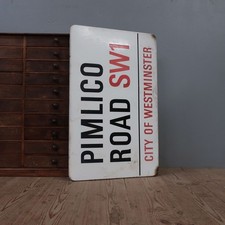 PIMLICO
ROAD SW1
CITY OF WESTMINSTER